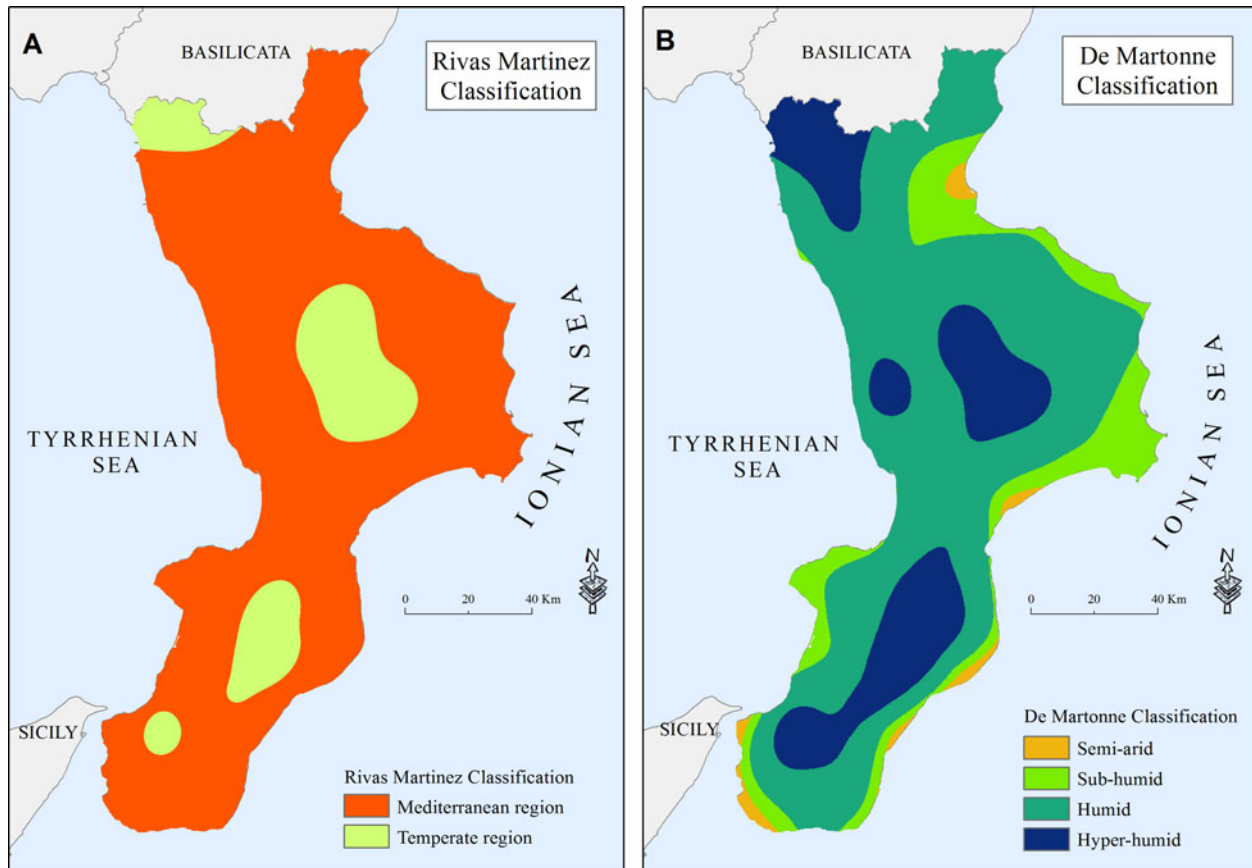 A
BASILICATA
Rivas Martinez
Classification
TYRRHENIAN
SEA
IONIAN SEA
N
0 20 40 Km
SICILY
Rivas Martinez Classification
Mediterranean region
Temperate region
B
BASILICATA
De Martonne
Classification
TYRRHENIAN
SEA
IONIAN SEA
N
0 20 40 Km
SICILY
De Martonne Classification
Semi-arid
Sub-humid
Humid
Hyper-humid